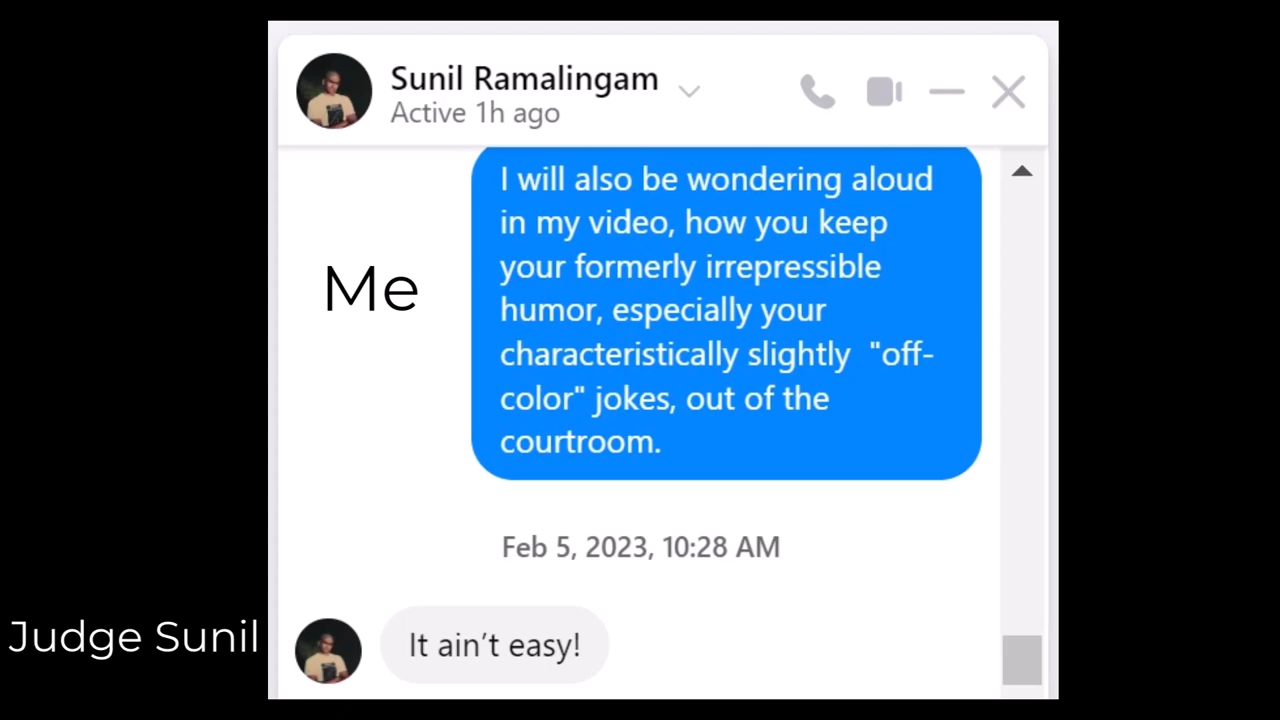 Sunil Ramalingam
Active 1h ago
I will also be wondering aloud
in my video, how you keep
your formerly irrepressible
humor, especially your
characteristically slightly "off-
color" jokes, out of the
courtroom.
Me
Feb 5, 2023, 10:28 AM
Judge Sunil
It ain’t easy!